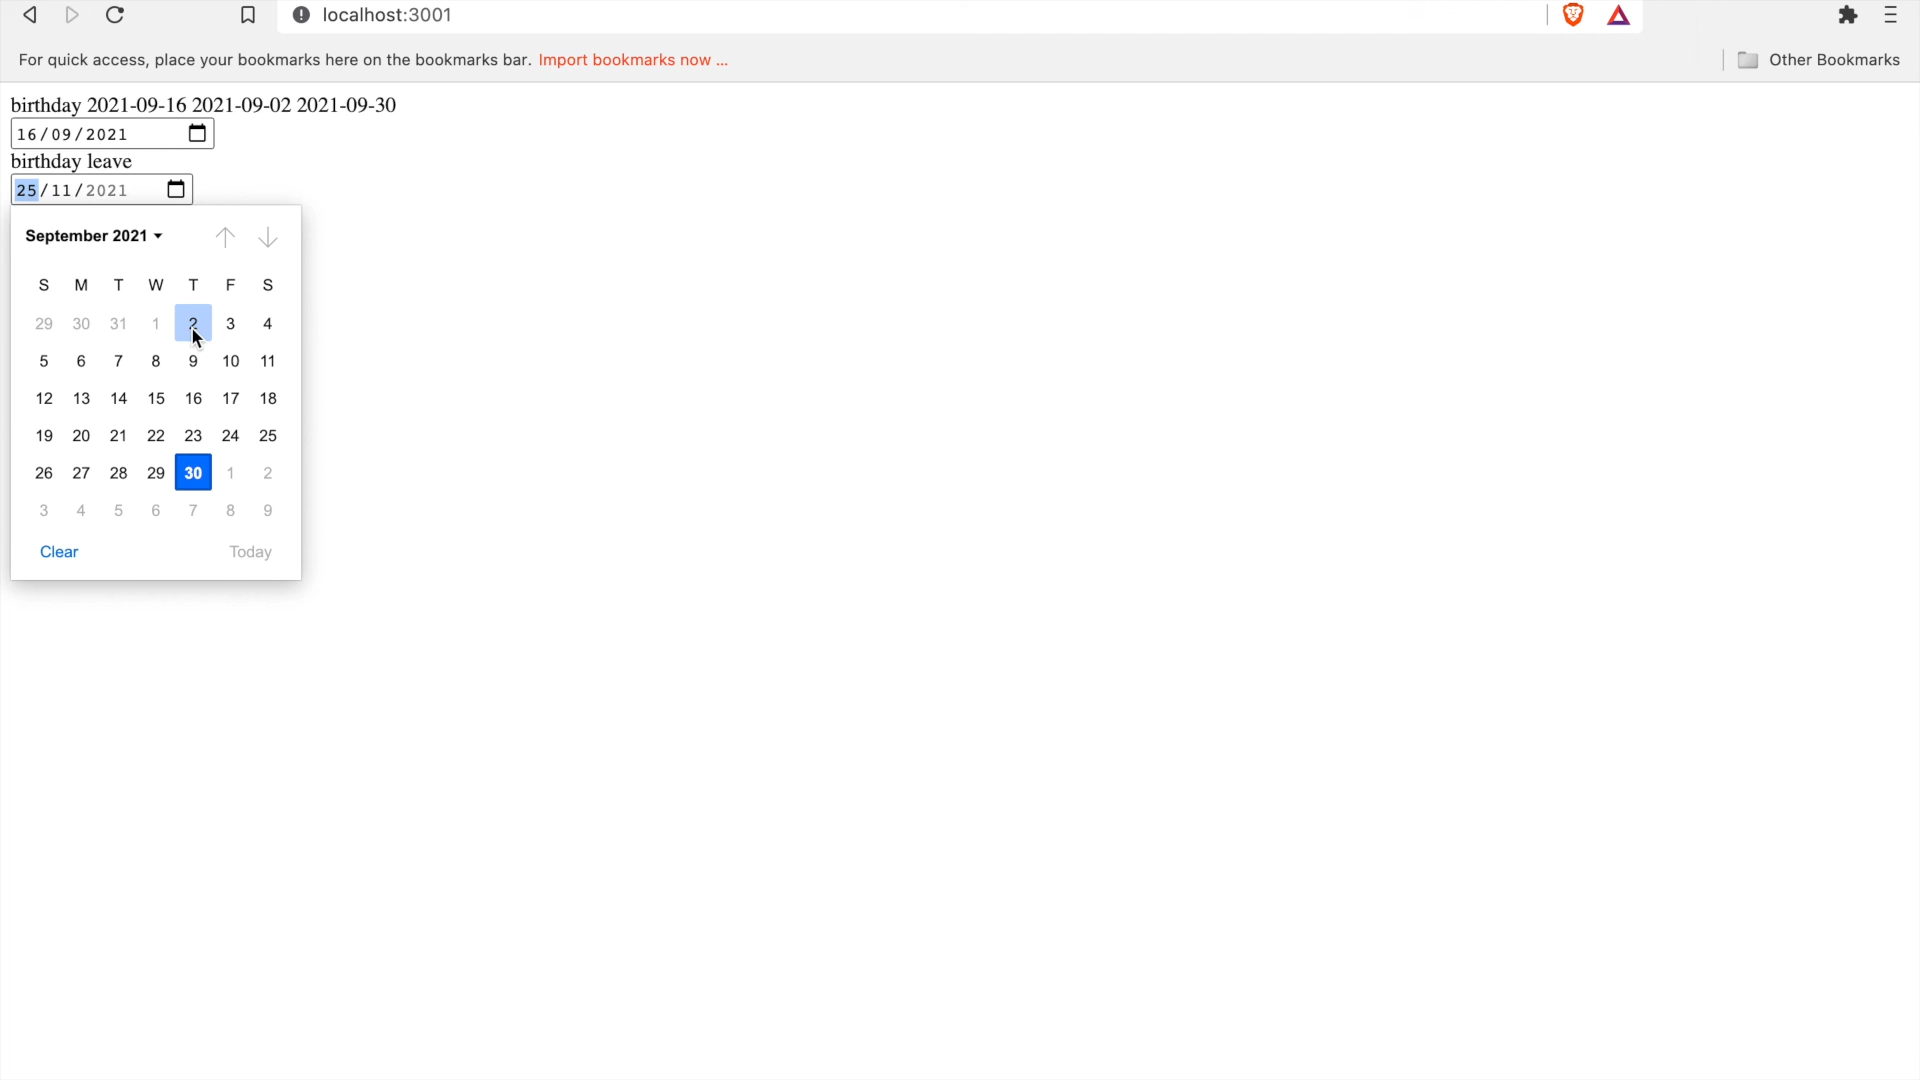 localhost:3001
For quick access, place your bookmarks here on the bookmarks bar. Import bookmarks now ...
Other Bookmarks
birthday 2021-09-16 2021-09-02 2021-09-30
16/09/2021
birthday leave
25/11/2021
September 2021
S M T W T F S
29 30 31 1 2 3 4
5 6 7 8 9 10 11
12 13 14 15 16 17 18
19 20 21 22 23 24 25
26 27 28 29 30 1 2
3 4 5 6 7 8 9
Clear Today